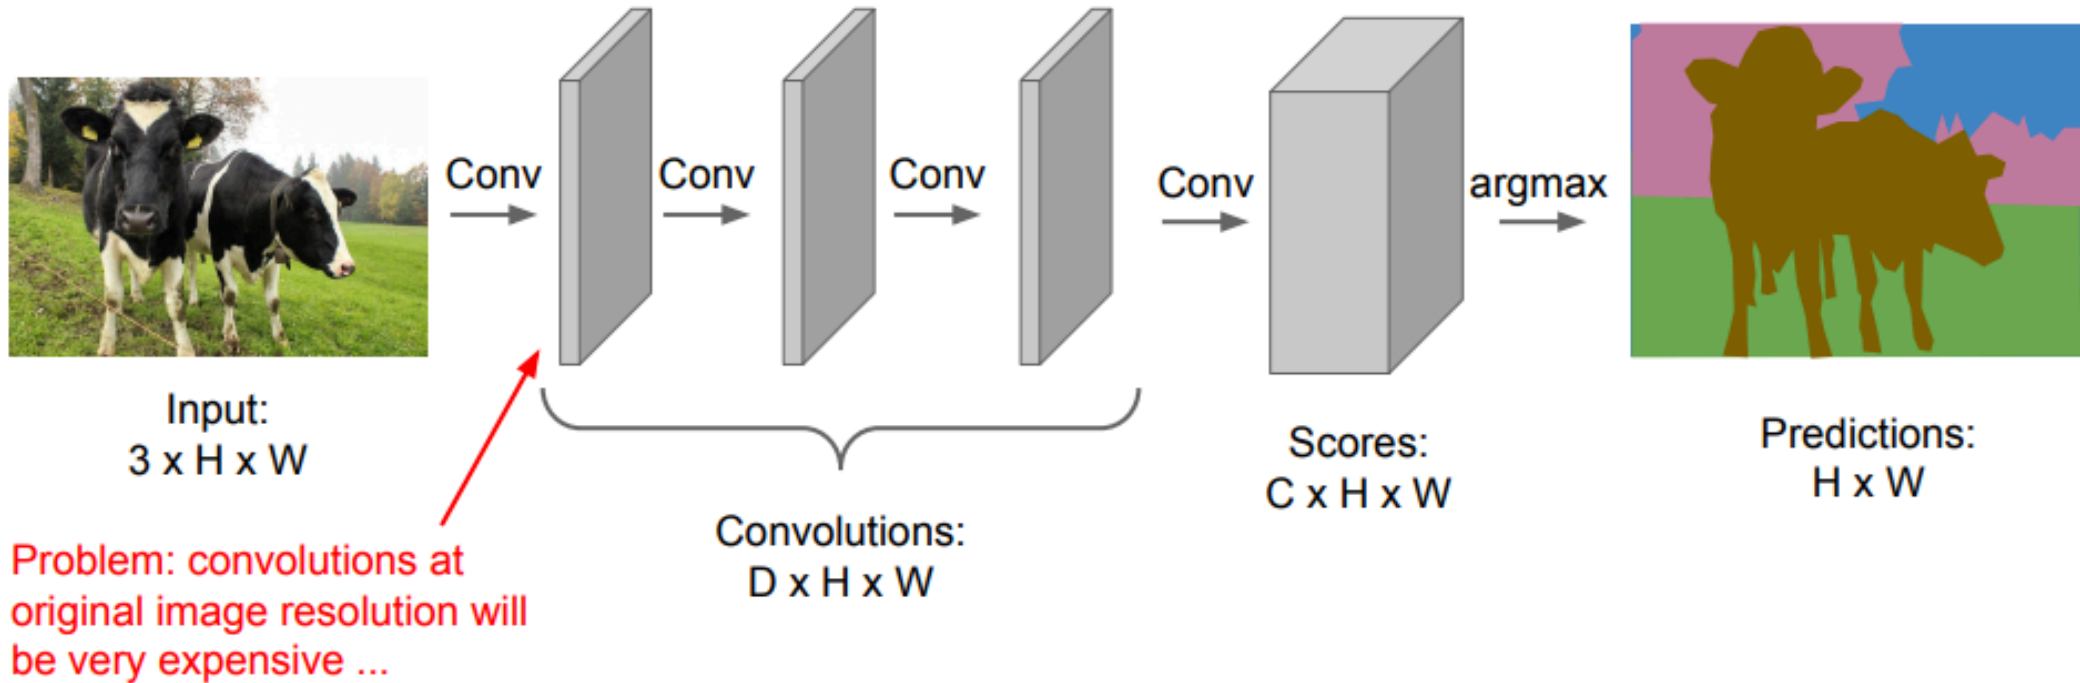 Conv
Conv
Conv
Conv
argmax
Input:
3 x H x W
Problem: convolutions at
original image resolution will
be very expensive ...
Convolutions:
D x H x W
Scores:
C x H x W
Predictions:
H x W